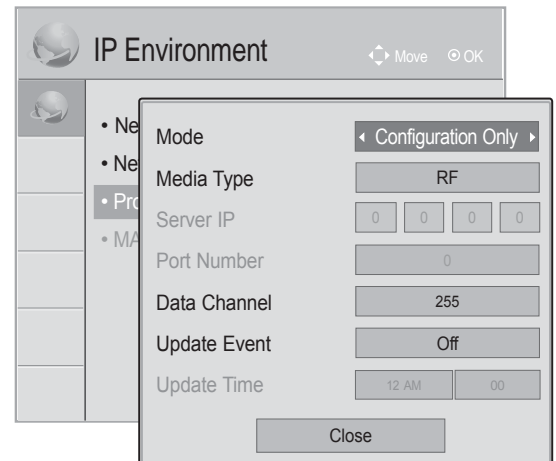 IP Environment
Move OK
• Ne
• Ne
• Pro
• MA
Mode Configuration Only
Media Type RF
Server IP 0 0 0 0
Port Number 0
Data Channel 255
Update Event Off
Update Time 12 AM 00
Close